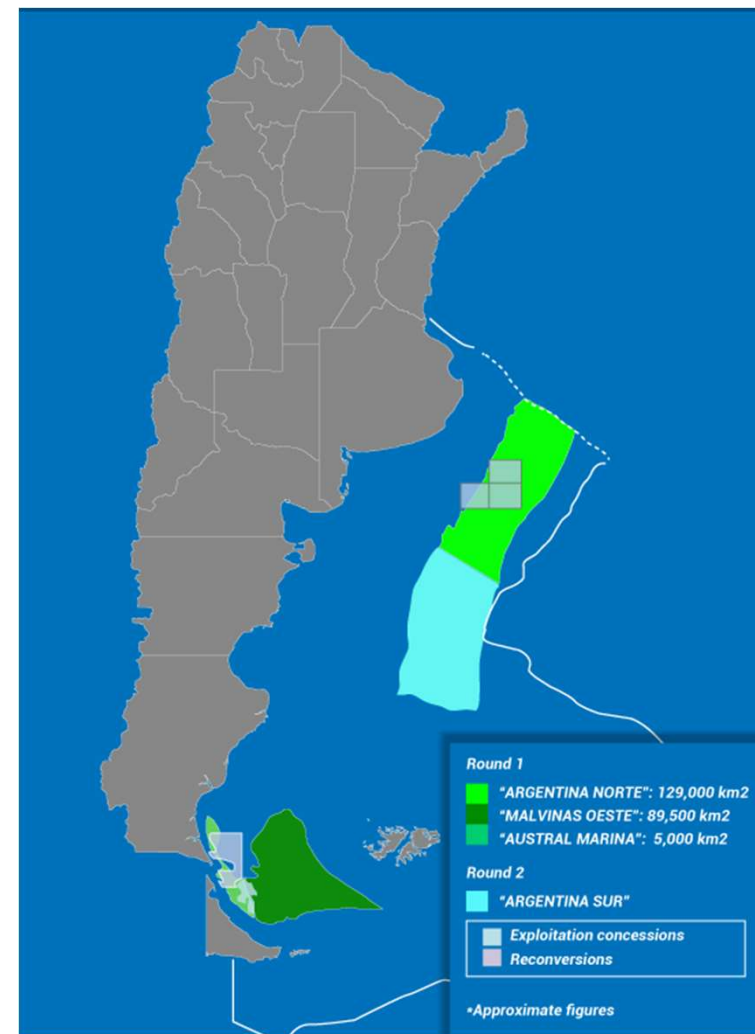 Round 1
"ARGENTINA NORTE": 129,000 km2
"MALVINAS OESTE": 89,500 km2
"AUSTRAL MARINA": 5,000 km2
Round 2
"ARGENTINA SUR"
Exploitation concessions
Reconversions
*Approximate figures